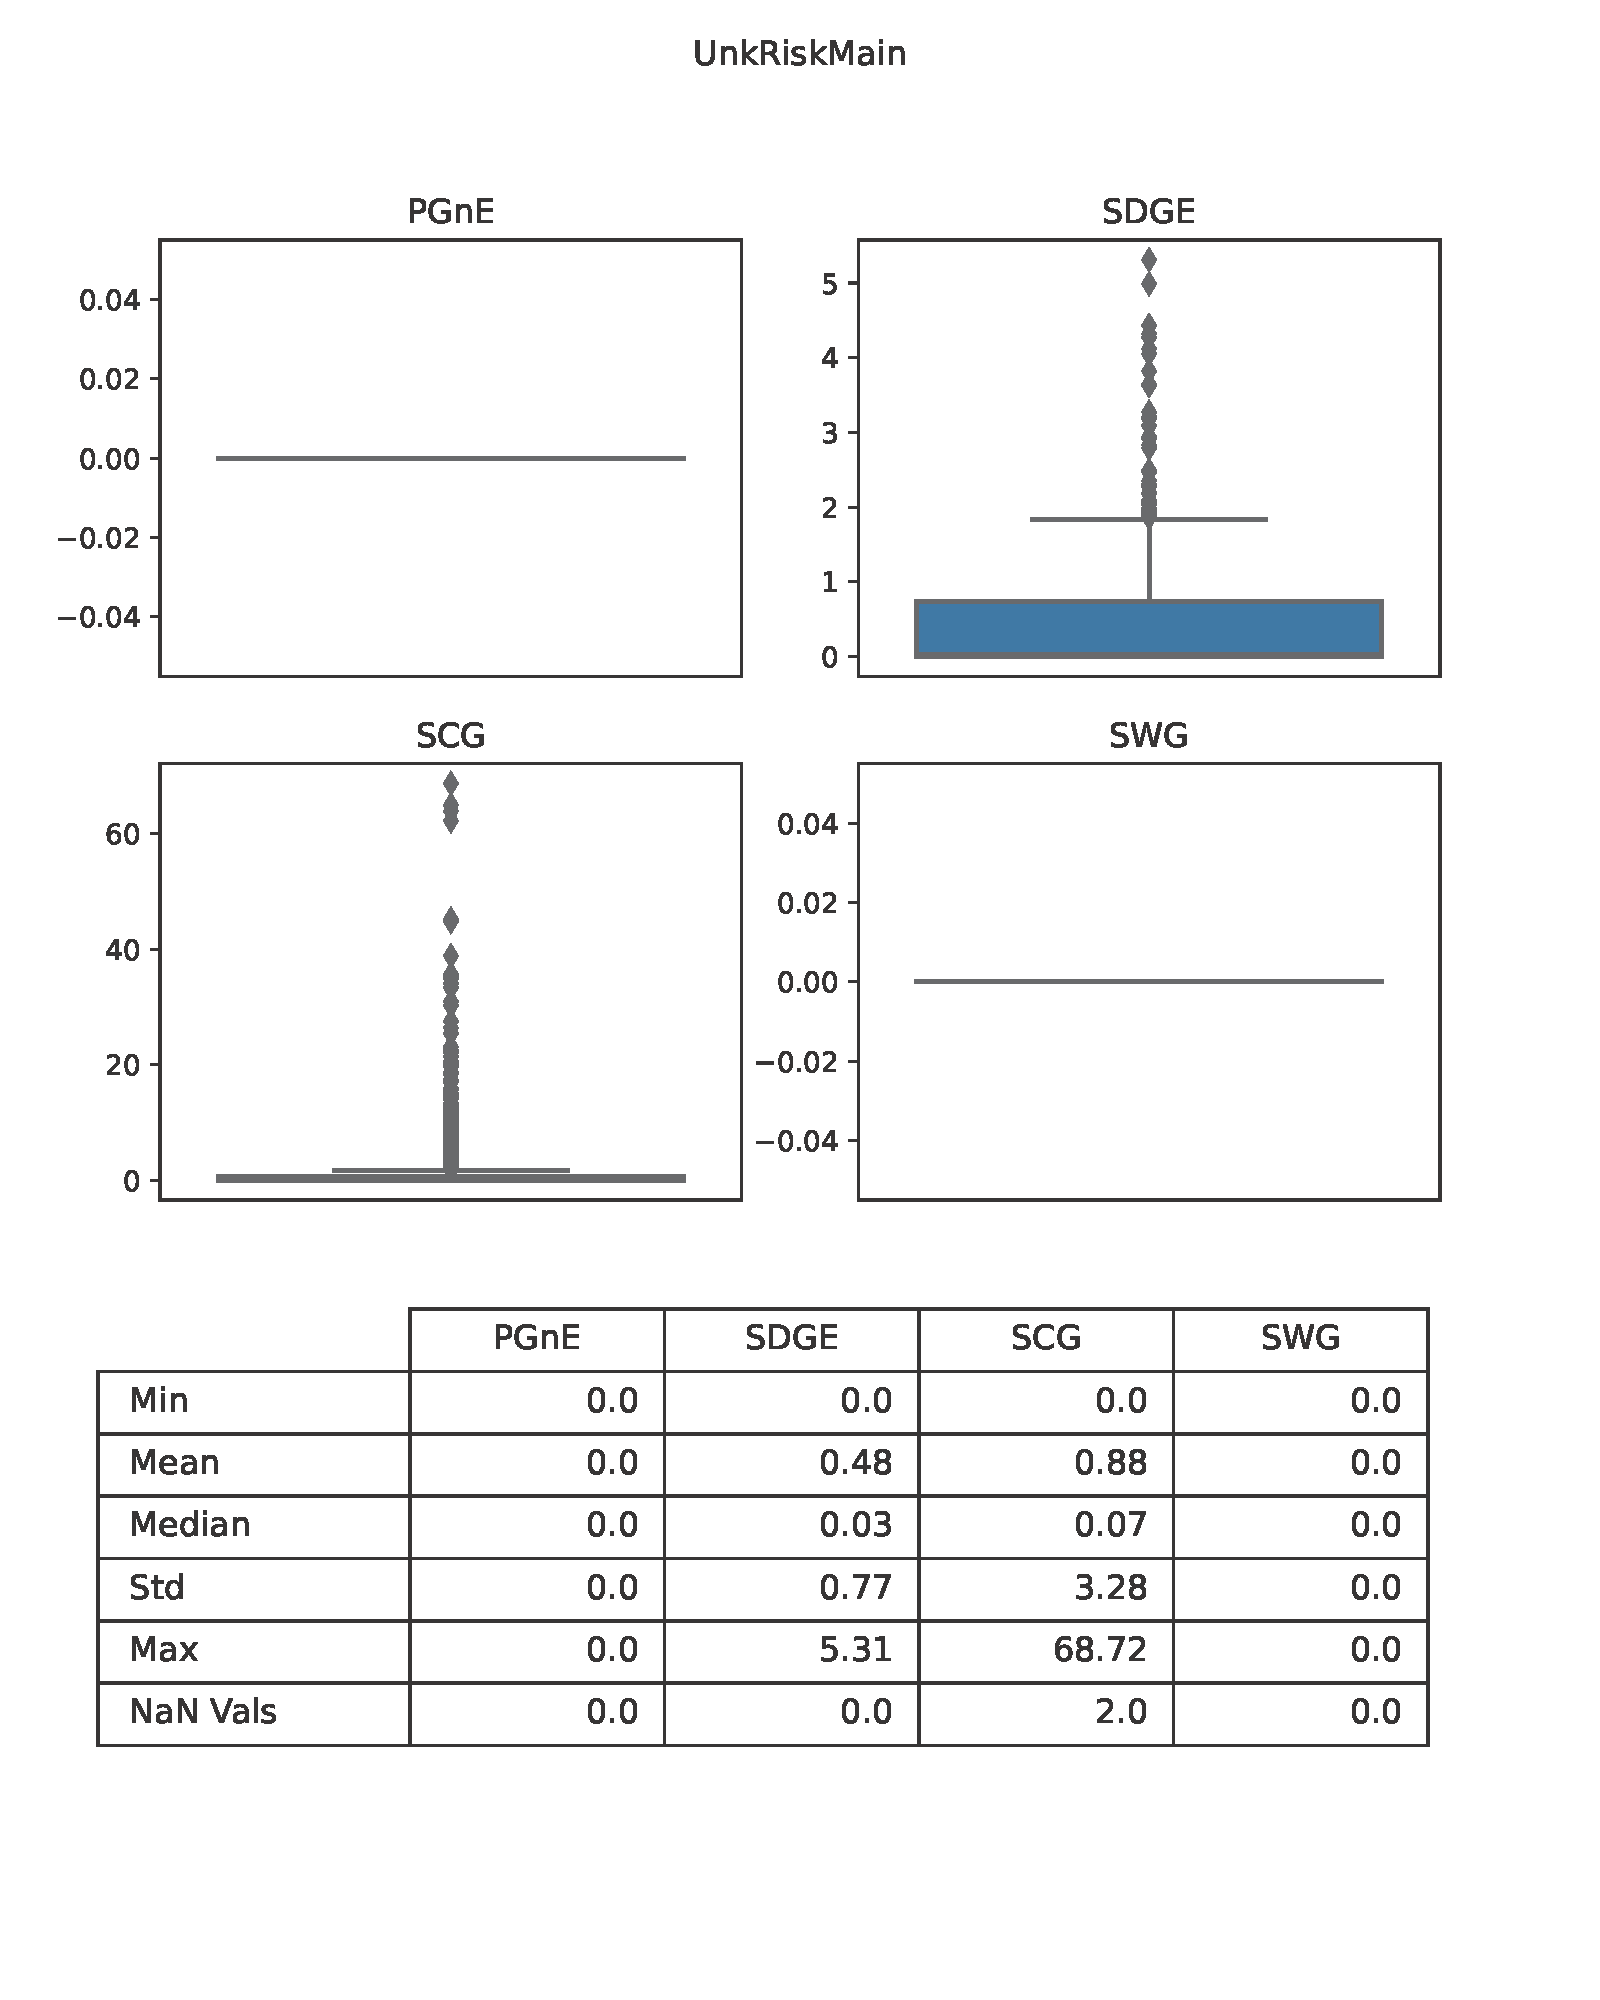 UnkRiskMain
PGnE
0.04
0.02
0.00
−0.02
−0.04
SDGE
5
4
3
2
1
0
SCG
60
40
20
0
SWG
0.04
0.02
0.00
−0.02
−0.04
PGnE SDGE SCG SWG
Min 0.0 0.0 0.0 0.0
Mean 0.0 0.48 0.88 0.0
Median 0.0 0.03 0.07 0.0
Std 0.0 0.77 3.28 0.0
Max 0.0 5.31 68.72 0.0
NaN Vals 0.0 0.0 2.0 0.0